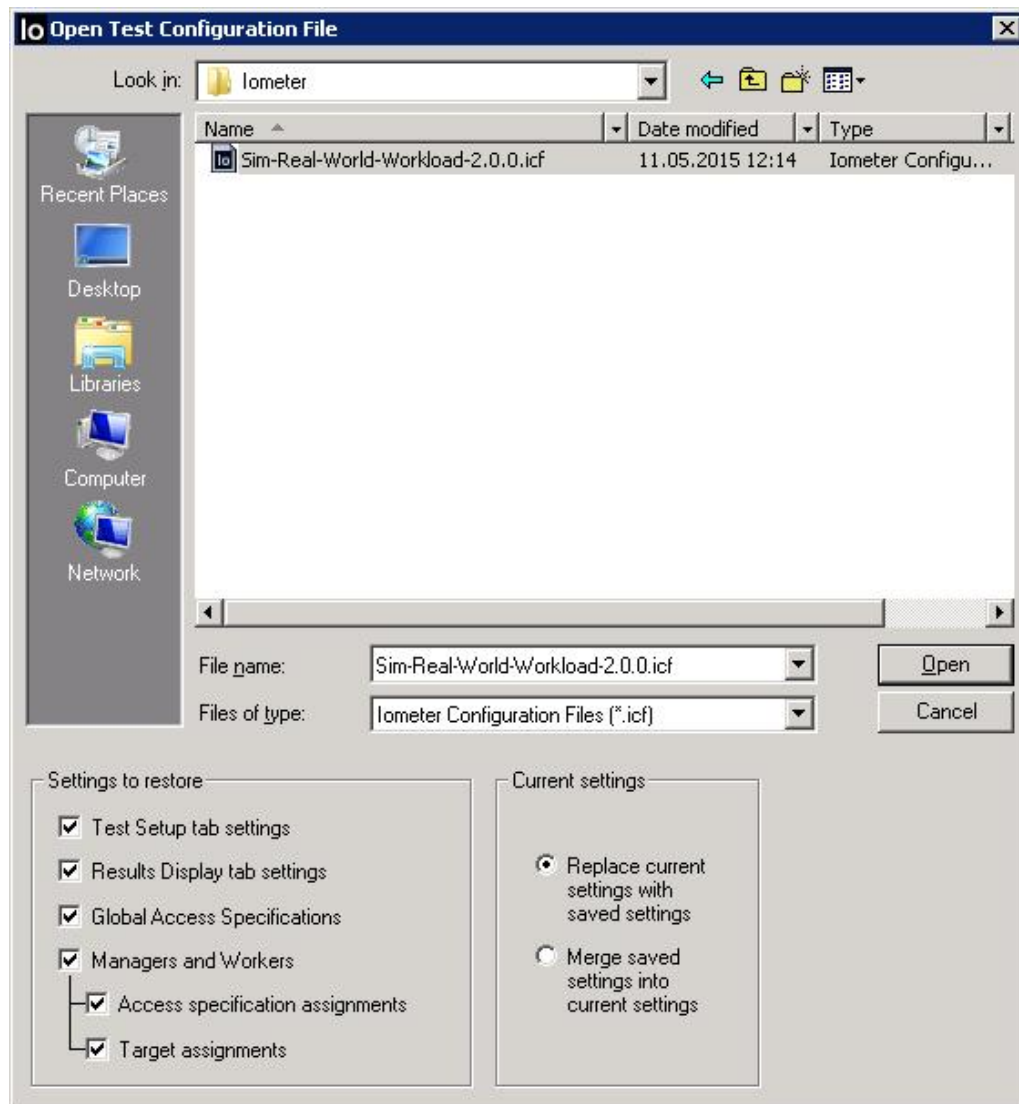 Io Open Test Configuration File
Look in: Iometer
Name Date modified Type
Io Sim-Real-World-Workload-2.0.0.icf 11.05.2015 12:14 Iometer Configu...
Recent Places
Desktop
Libraries
Computer
Network
File name: Sim-Real-World-Workload-2.0.0.icf Open
Files of type: Iometer Configuration Files (*.icf) Cancel
Settings to restore
Test Setup tab settings
Results Display tab settings
Global Access Specifications
Managers and Workers
Access specification assignments
Target assignments
Current settings
Replace current
settings with
saved settings
Merge saved
settings into
current settings